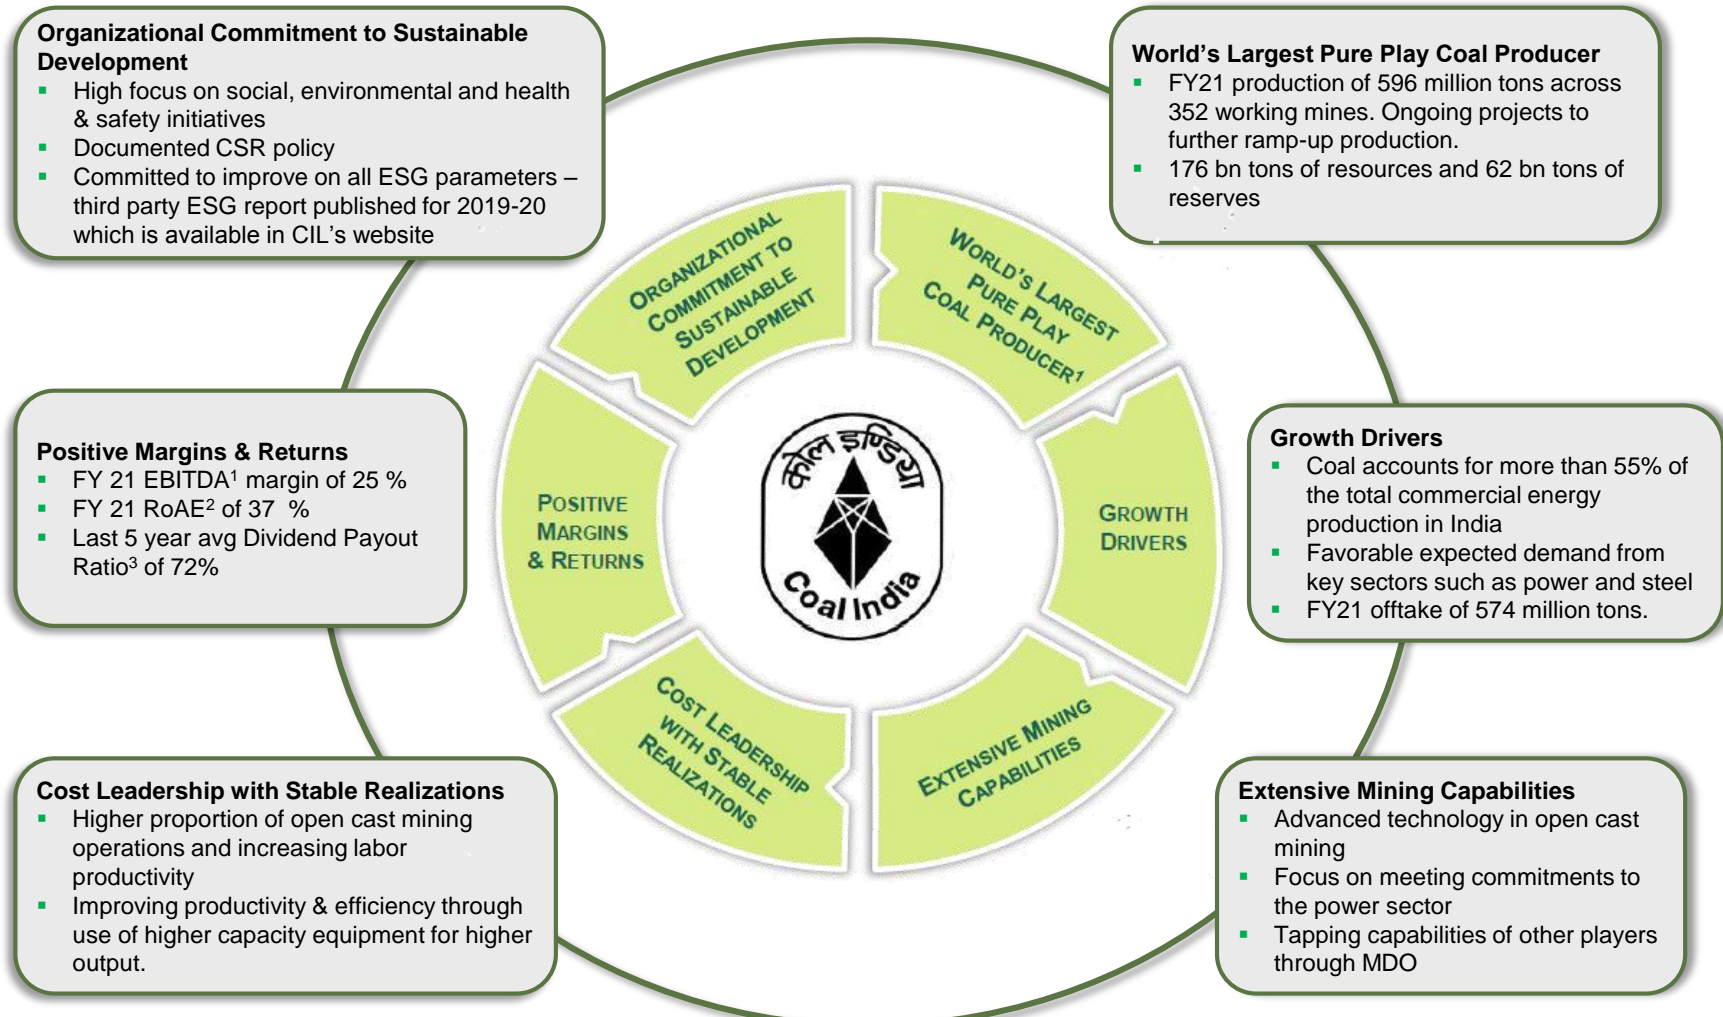 Organizational Commitment to Sustainable
Development
▪ High focus on social, environmental and health
& safety initiatives
▪ Documented CSR policy
▪ Committed to improve on all ESG parameters –
third party ESG report published for 2019-20
which is available in CIL's website
World's Largest Pure Play Coal Producer
▪ FY21 production of 596 million tons across
352 working mines. Ongoing projects to
further ramp-up production.
▪ 176 bn tons of resources and 62 bn tons of
reserves
ORGANIZATIONAL
COMMITMENT TO
SUSTAINABLE
DEVELOPMENT
WORLD'S LARGEST
PURE PLAY
COAL PRODUCER¹
Positive Margins & Returns
▪ FY 21 EBITDA¹ margin of 25 %
▪ FY 21 RoAE² of 37 %
▪ Last 5 year avg Dividend Payout
Ratio³ of 72%
POSITIVE
MARGINS
& RETURNS
कोल इण्डिया
Coal India
GROWTH
DRIVERS
Growth Drivers
▪ Coal accounts for more than 55% of
the total commercial energy
production in India
▪ Favorable expected demand from
key sectors such as power and steel
▪ FY21 offtake of 574 million tons.
COST LEADERSHIP
WITH STABLE
REALIZATIONS
EXTENSIVE MINING
CAPABILITIES
Cost Leadership with Stable Realizations
▪ Higher proportion of open cast mining
operations and increasing labor
productivity
▪ Improving productivity & efficiency through
use of higher capacity equipment for higher
output.
Extensive Mining Capabilities
▪ Advanced technology in open cast
mining
▪ Focus on meeting commitments to
the power sector
▪ Tapping capabilities of other players
through MDO